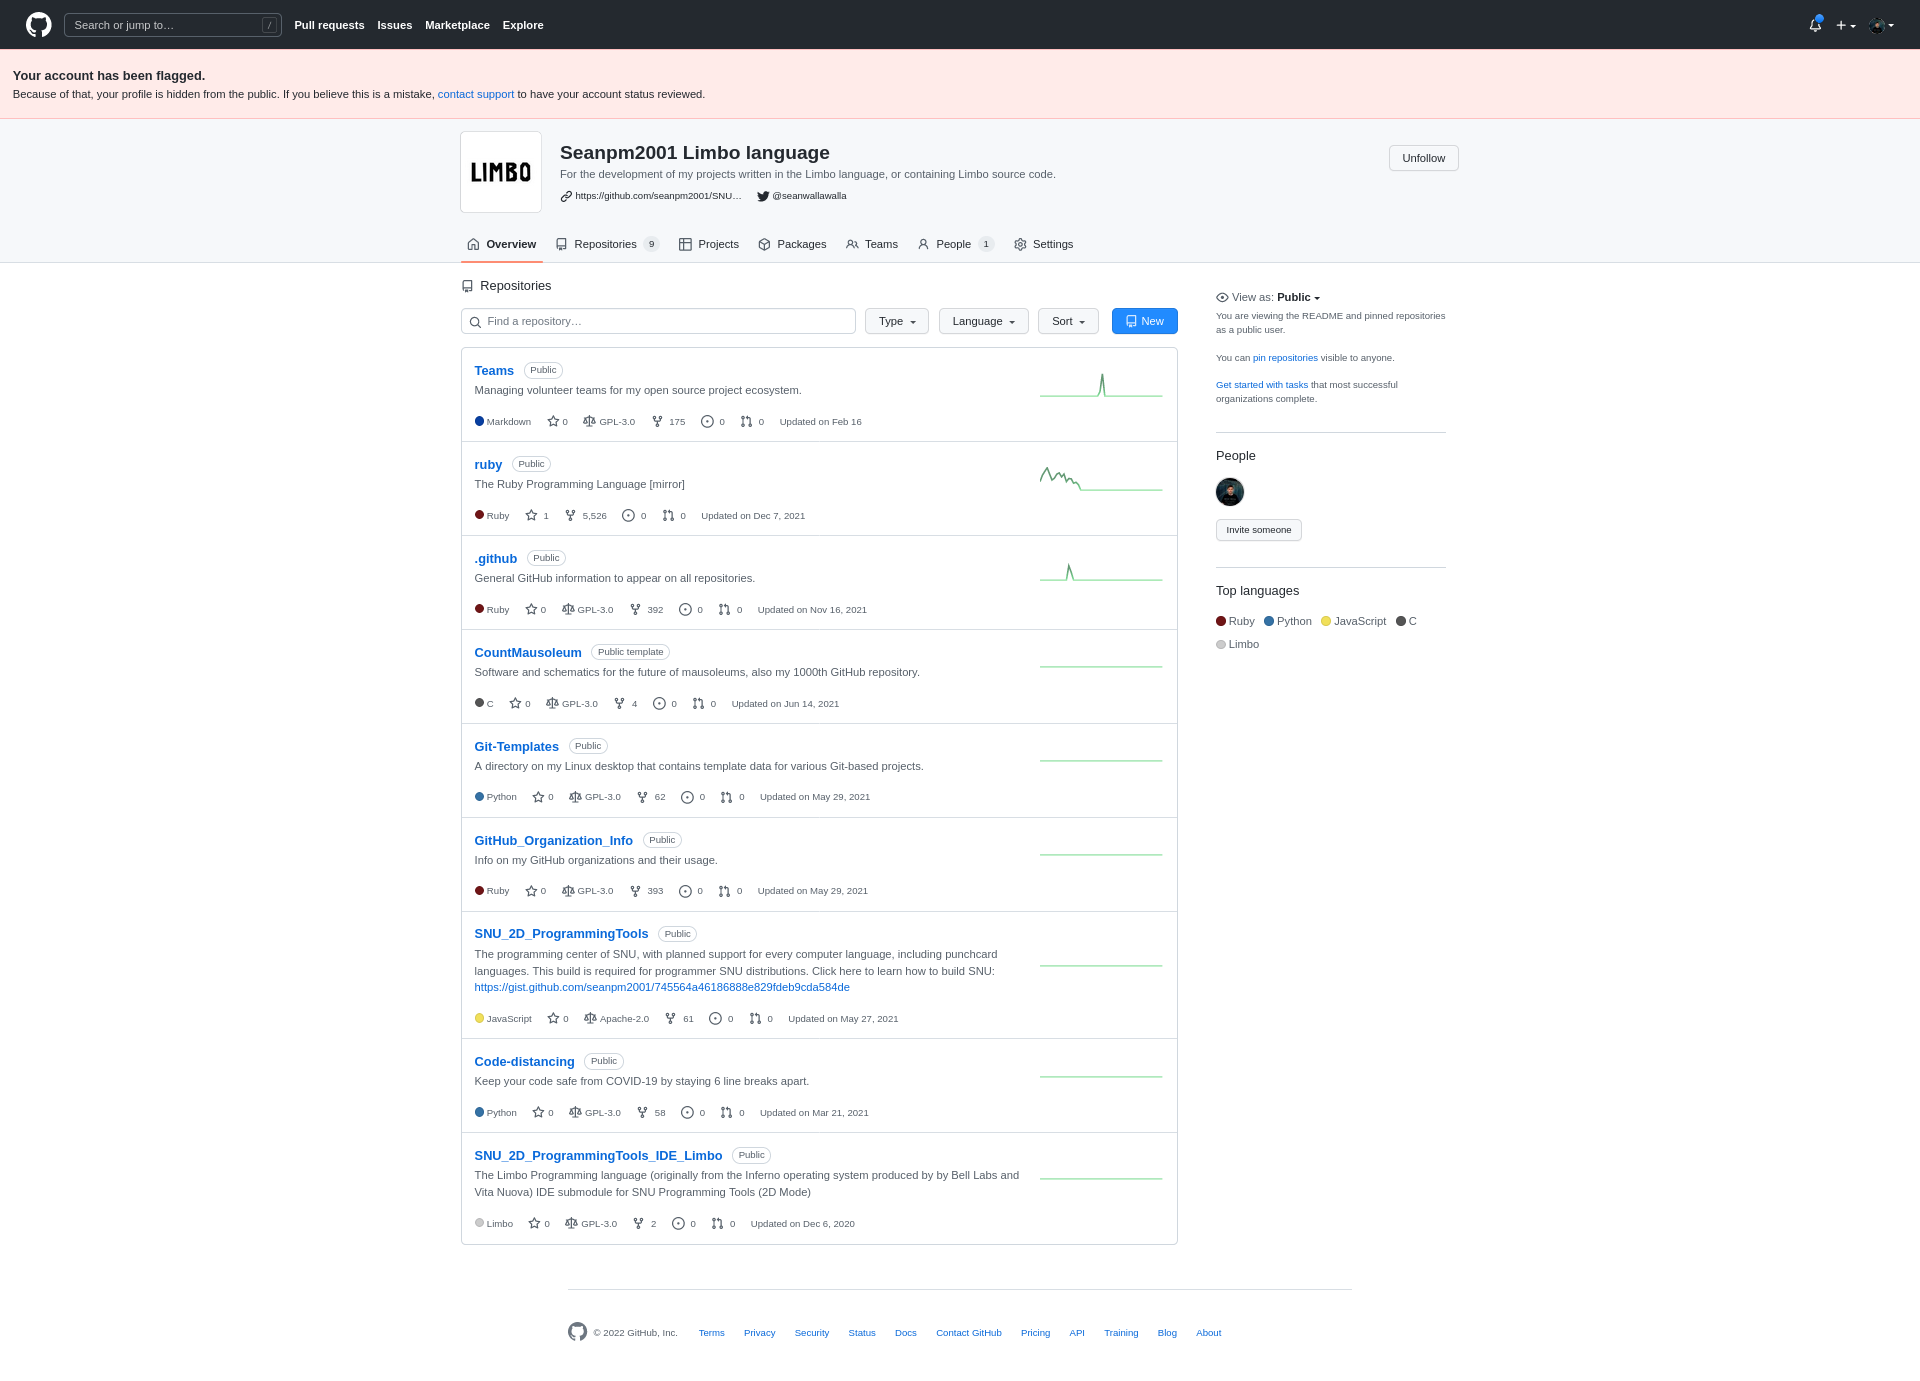 Search or jump to…
/
Pull requests Issues Marketplace Explore
Your account has been flagged.
Because of that, your profile is hidden from the public. If you believe this is a mistake, contact support to have your account status reviewed.
LIMBO
Seanpm2001 Limbo language
For the development of my projects written in the Limbo language, or containing Limbo source code.
https://github.com/seanpm2001/SNU… @seanwallawalla
Unfollow
Overview Repositories 9 Projects Packages Teams People 1 Settings
Repositories
Find a repository… Type Language Sort New
Teams Public
Managing volunteer teams for my open source project ecosystem.
Markdown 0 GPL-3.0 175 0 0 Updated on Feb 16
ruby Public
The Ruby Programming Language [mirror]
Ruby 1 5,526 0 0 Updated on Dec 7, 2021
.github Public
General GitHub information to appear on all repositories.
Ruby 0 GPL-3.0 392 0 0 Updated on Nov 16, 2021
CountMausoleum Public template
Software and schematics for the future of mausoleums, also my 1000th GitHub repository.
C 0 GPL-3.0 4 0 0 Updated on Jun 14, 2021
Git-Templates Public
A directory on my Linux desktop that contains template data for various Git-based projects.
Python 0 GPL-3.0 62 0 0 Updated on May 29, 2021
GitHub_Organization_Info Public
Info on my GitHub organizations and their usage.
Ruby 0 GPL-3.0 393 0 0 Updated on May 29, 2021
SNU_2D_ProgrammingTools Public
The programming center of SNU, with planned support for every computer language, including punchcard
languages. This build is required for programmer SNU distributions. Click here to learn how to build SNU:
https://gist.github.com/seanpm2001/745564a46186888e829fdeb9cda584de
JavaScript 0 Apache-2.0 61 0 0 Updated on May 27, 2021
Code-distancing Public
Keep your code safe from COVID-19 by staying 6 line breaks apart.
Python 0 GPL-3.0 58 0 0 Updated on Mar 21, 2021
SNU_2D_ProgrammingTools_IDE_Limbo Public
The Limbo Programming language (originally from the Inferno operating system produced by by Bell Labs and
Vita Nuova) IDE submodule for SNU Programming Tools (2D Mode)
Limbo 0 GPL-3.0 2 0 0 Updated on Dec 6, 2020
View as: Public
You are viewing the README and pinned repositories
as a public user.
You can pin repositories visible to anyone.
Get started with tasks that most successful
organizations complete.
People
Invite someone
Top languages
Ruby Python JavaScript C
Limbo
© 2022 GitHub, Inc. Terms Privacy Security Status Docs Contact GitHub Pricing API Training Blog About